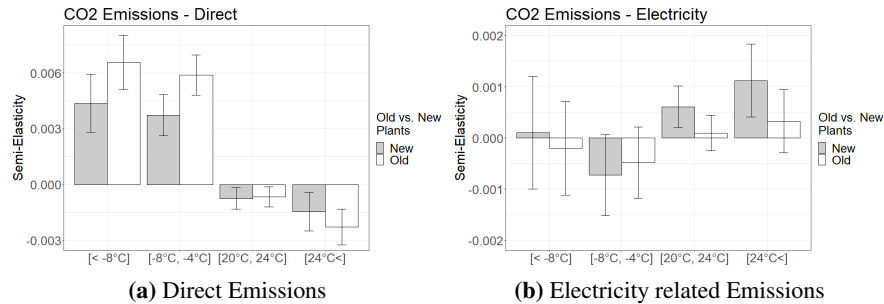 CO2 Emissions - Direct
Semi-Elasticity
0.006
0.003
0.000
-0.003
[< -8°C]
[-8°C, -4°C]
[20°C, 24°C]
[24°C<]
Old vs. New
Plants
New
Old
(a) Direct Emissions
CO2 Emissions - Electricity
Semi-Elasticity
0.002
0.001
0.000
-0.001
-0.002
[< -8°C]
[-8°C, -4°C]
[20°C, 24°C]
[24°C<]
Old vs. New
Plants
New
Old
(b) Electricity related Emissions